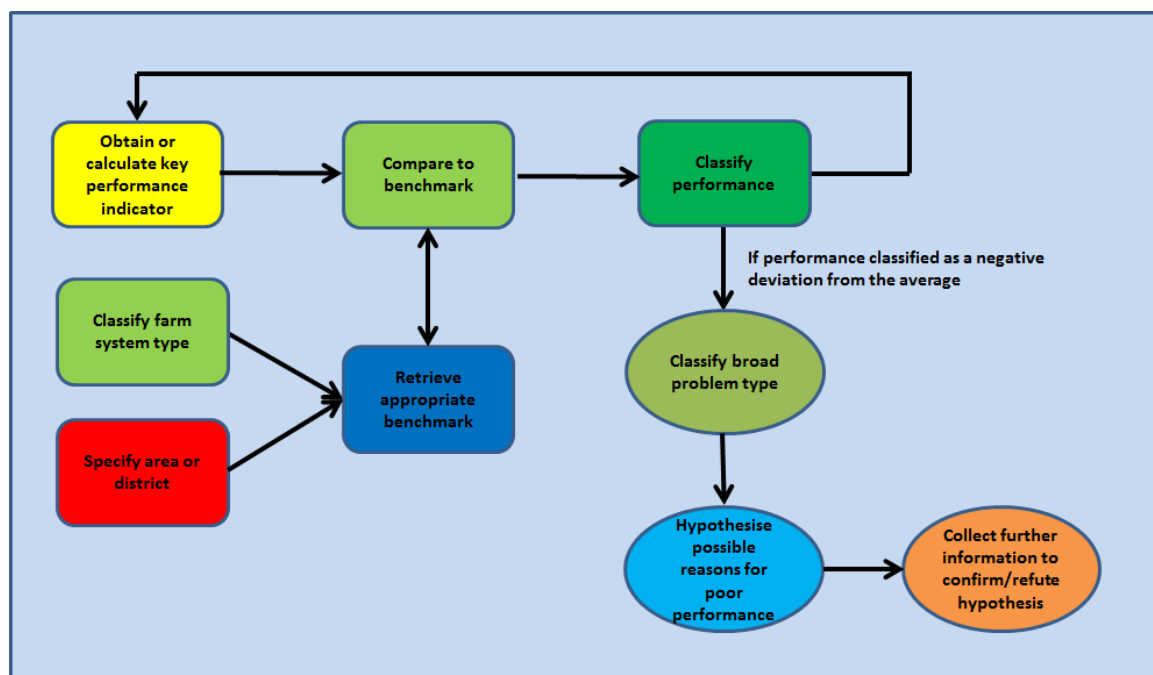 Obtain or
calculate key
performance
indicator
Compare to
benchmark
Classify
performance
If performance classified as a negative
deviation from the average
Classify farm
system type
Retrieve
appropriate
benchmark
Classify broad
problem type
Specify area or
district
Hypothesise
possible
reasons for
poor
performance
Collect further
information to
confirm/refute
hypothesis